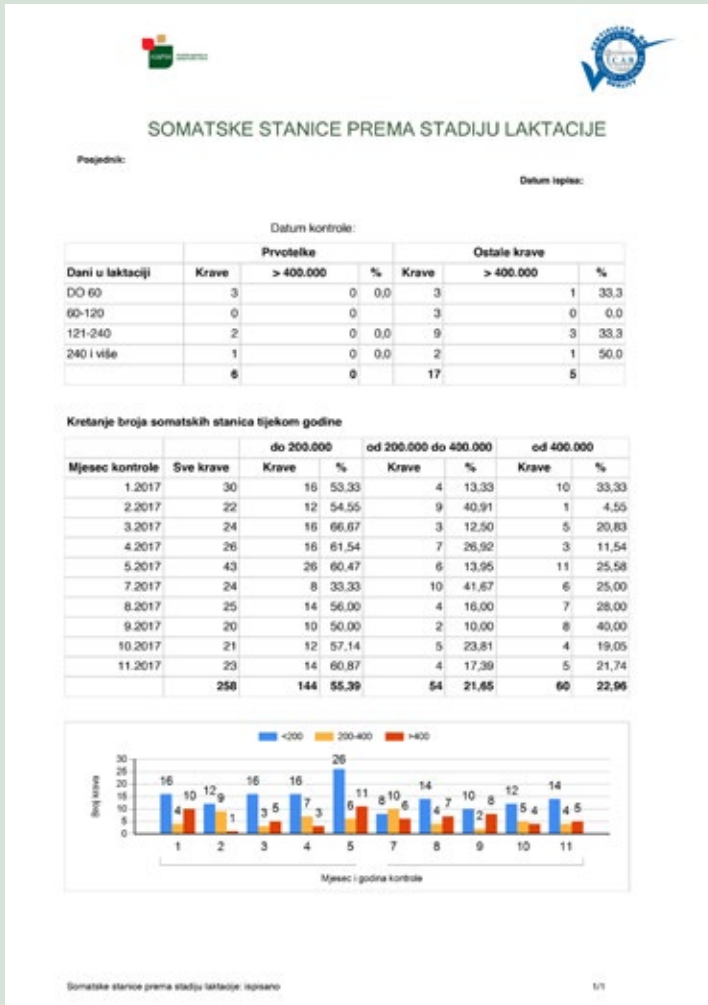 CERTIFICATE OF
ICAR
QUALITY
SOMATSKE STANICE PREMA STADIJU LAKTACIJE
Posjednik:
Datum ispisa:
Datum kontrole:
Prvotelke Ostale krave
Dani u laktaciji Krave > 400.000 % Krave > 400.000 %
DO 60 3 0 0,0 3 1 33,3
60-120 0 0 3 0 0,0
121-240 2 0 0,0 9 3 33,3
240 i više 1 0 0,0 2 1 50,0
6 0 17 5
Kretanje broja somatskih stanica tijekom godine
do 200.000 od 200.000 do 400.000 od 400.000
Mjesec kontrole Sve krave Krave % Krave % Krave %
1.2017 30 16 53,33 4 13,33 10 33,33
2.2017 22 12 54,55 9 40,91 1 4,55
3.2017 24 16 66,67 3 12,50 5 20,83
4.2017 26 16 61,54 7 26,92 3 11,54
5.2017 43 26 60,47 6 13,95 11 25,58
7.2017 24 8 33,33 10 41,67 6 25,00
8.2017 25 14 56,00 4 16,00 7 28,00
9.2017 20 10 50,00 2 10,00 8 40,00
10.2017 21 12 57,14 5 23,81 4 19,05
11.2017 23 14 60,87 4 17,39 5 21,74
258 144 55,39 54 21,65 60 22,96
<200 200-400 >400
Broj krava
30
25
20
15
10
5
0
16 4 10 12 9 1 16 3 5 16 7 3 26 6 11 8 10 6 14 4 7 10 2 8 12 5 4 14 4 5
1 2 3 4 5 7 8 9 10 11
Mjesec i godina kontrole
Somatske stanice prema stadiju laktacije: ispisano 1/1